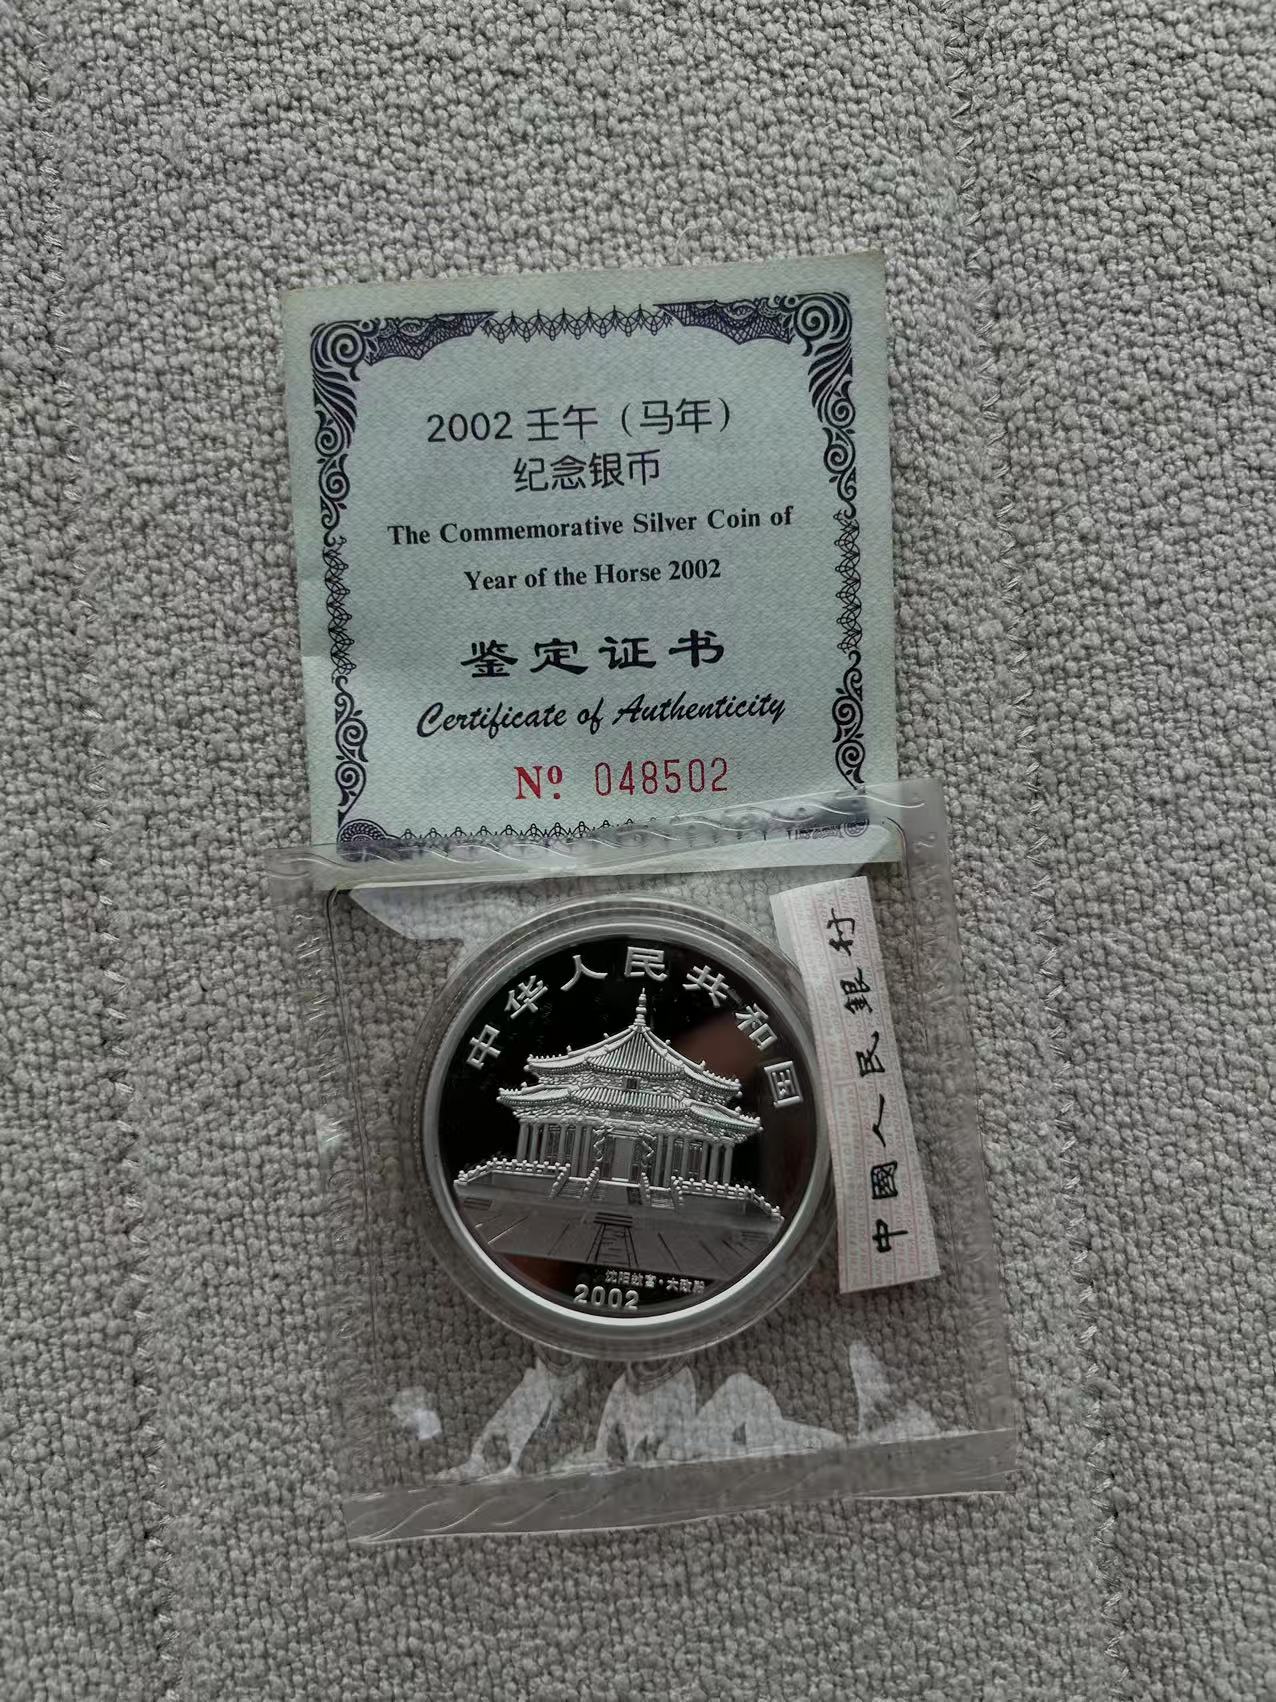 2002 壬午（马年）
纪念银币
The Commemorative Silver Coin of
Year of the Horse 2002
鉴定证书
Certificate of Authenticity
Nº. 048502
中华人民共和国
沈阳故宫·大政殿
2002
中國人民銀行